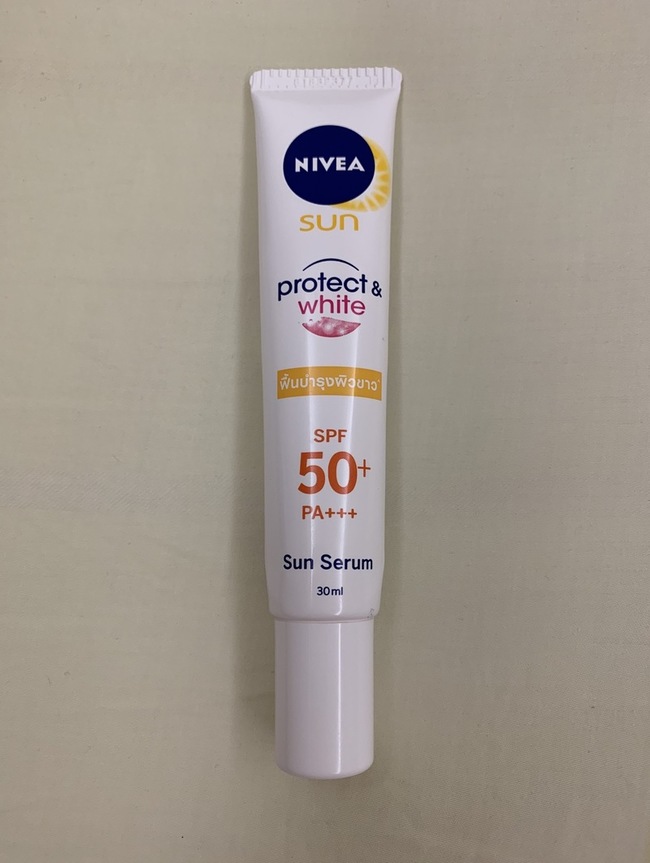 NIVEA
sun
protect &
white
ฟื้นบำรุงผิวขาว*
SPF
50+
PA+++
Sun Serum
30ml